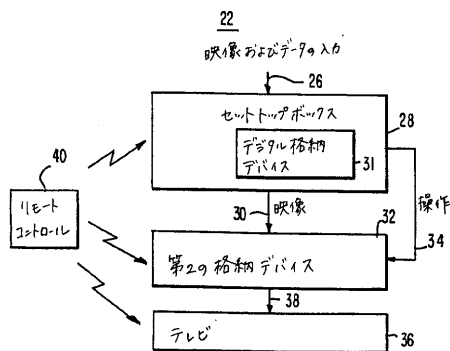 22
映像およびデータの入力
26
セットトップボックス
28
デジタル格納
デバイス
31
40
リモート
コントロール
30
映像
32
操作
34
第2の格納デバイス
38
テレビ
36